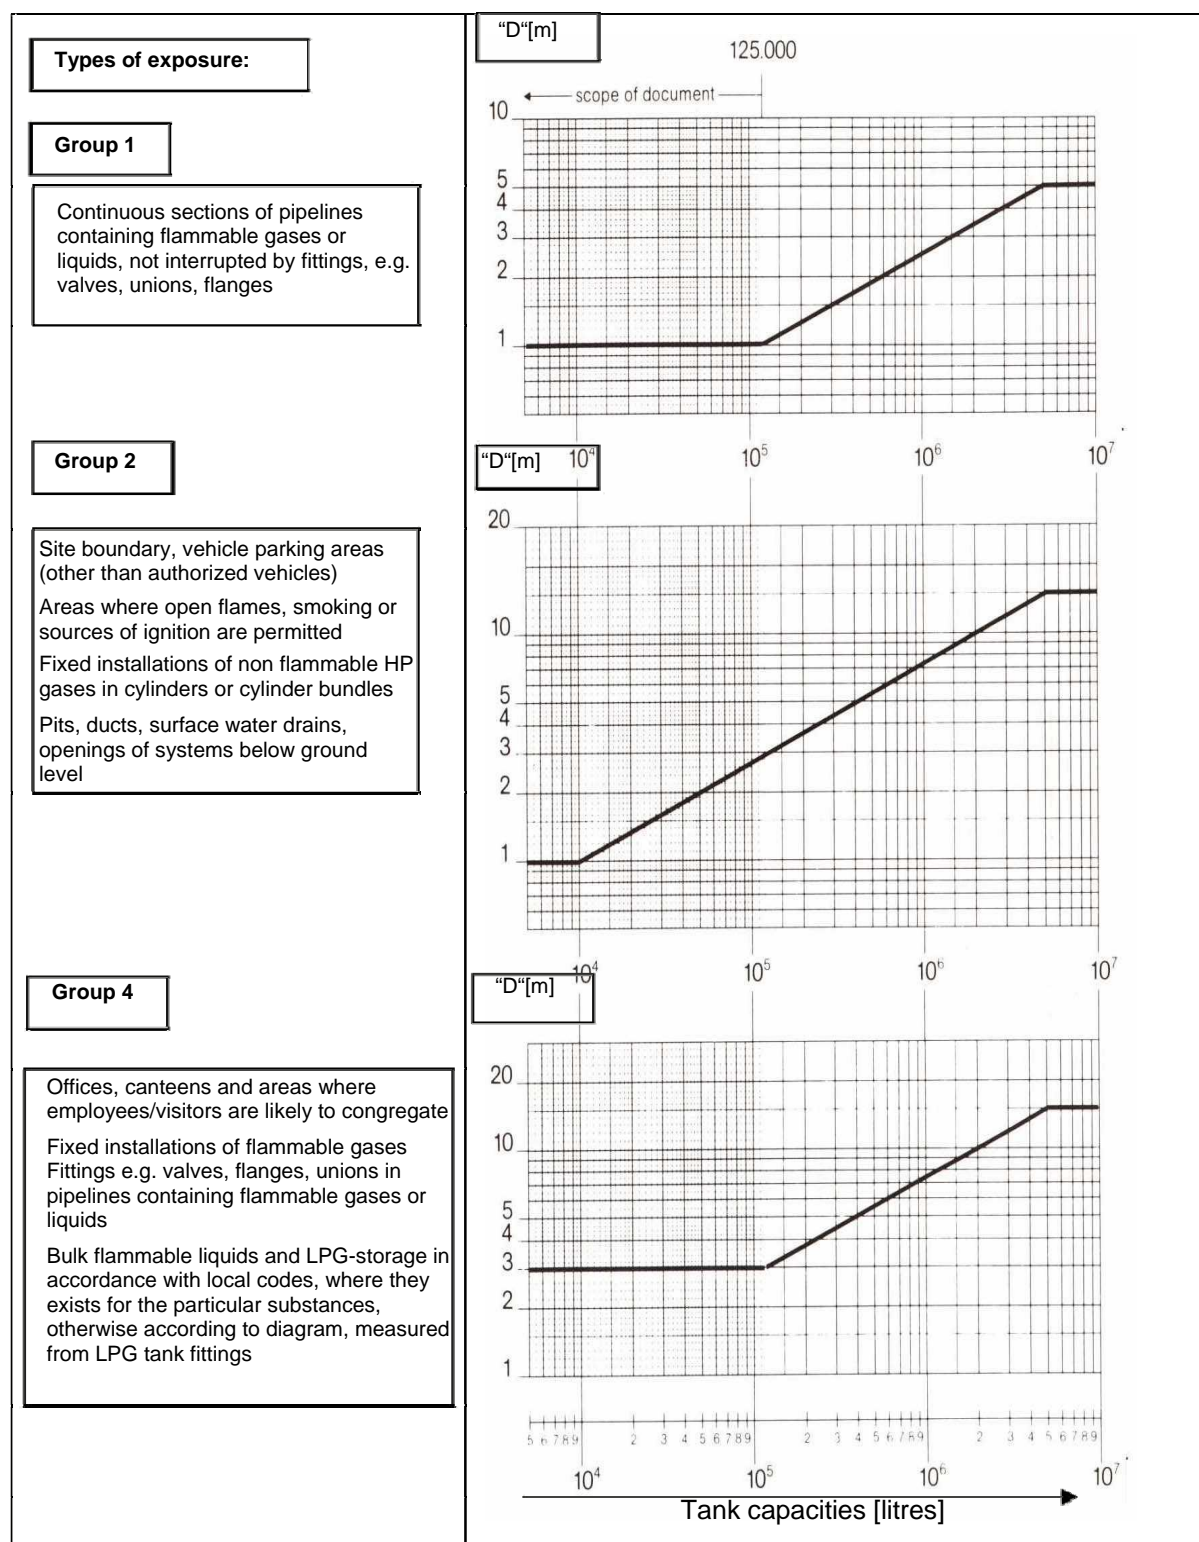 Types of exposure:
Group 1
Continuous sections of pipelines
containing flammable gases or
liquids, not interrupted by fittings, e.g.
valves, unions, flanges
“D“[m]
125.000
scope of document
10
5
4
3
2
1
10⁴ 10⁵ 10⁶ 10⁷
Group 2
Site boundary, vehicle parking areas
(other than authorized vehicles)
Areas where open flames, smoking or
sources of ignition are permitted
Fixed installations of non flammable HP
gases in cylinders or cylinder bundles
Pits, ducts, surface water drains,
openings of systems below ground
level
“D“[m]
20
10
5
4
3
2
1
10⁴ 10⁵ 10⁶ 10⁷
Group 4
Offices, canteens and areas where
employees/visitors are likely to congregate
Fixed installations of flammable gases
Fittings e.g. valves, flanges, unions in
pipelines containing flammable gases or
liquids
Bulk flammable liquids and LPG-storage in
accordance with local codes, where they
exists for the particular substances,
otherwise according to diagram, measured
from LPG tank fittings
“D“[m]
20
10
5
4
3
2
1
5 6 7 8 9 2 3 4 5 6 7 8 9 2 3 4 5 6 7 8 9 2 3 4 5 6 7 8 9
10⁴ 10⁵ 10⁶ 10⁷
Tank capacities [litres]